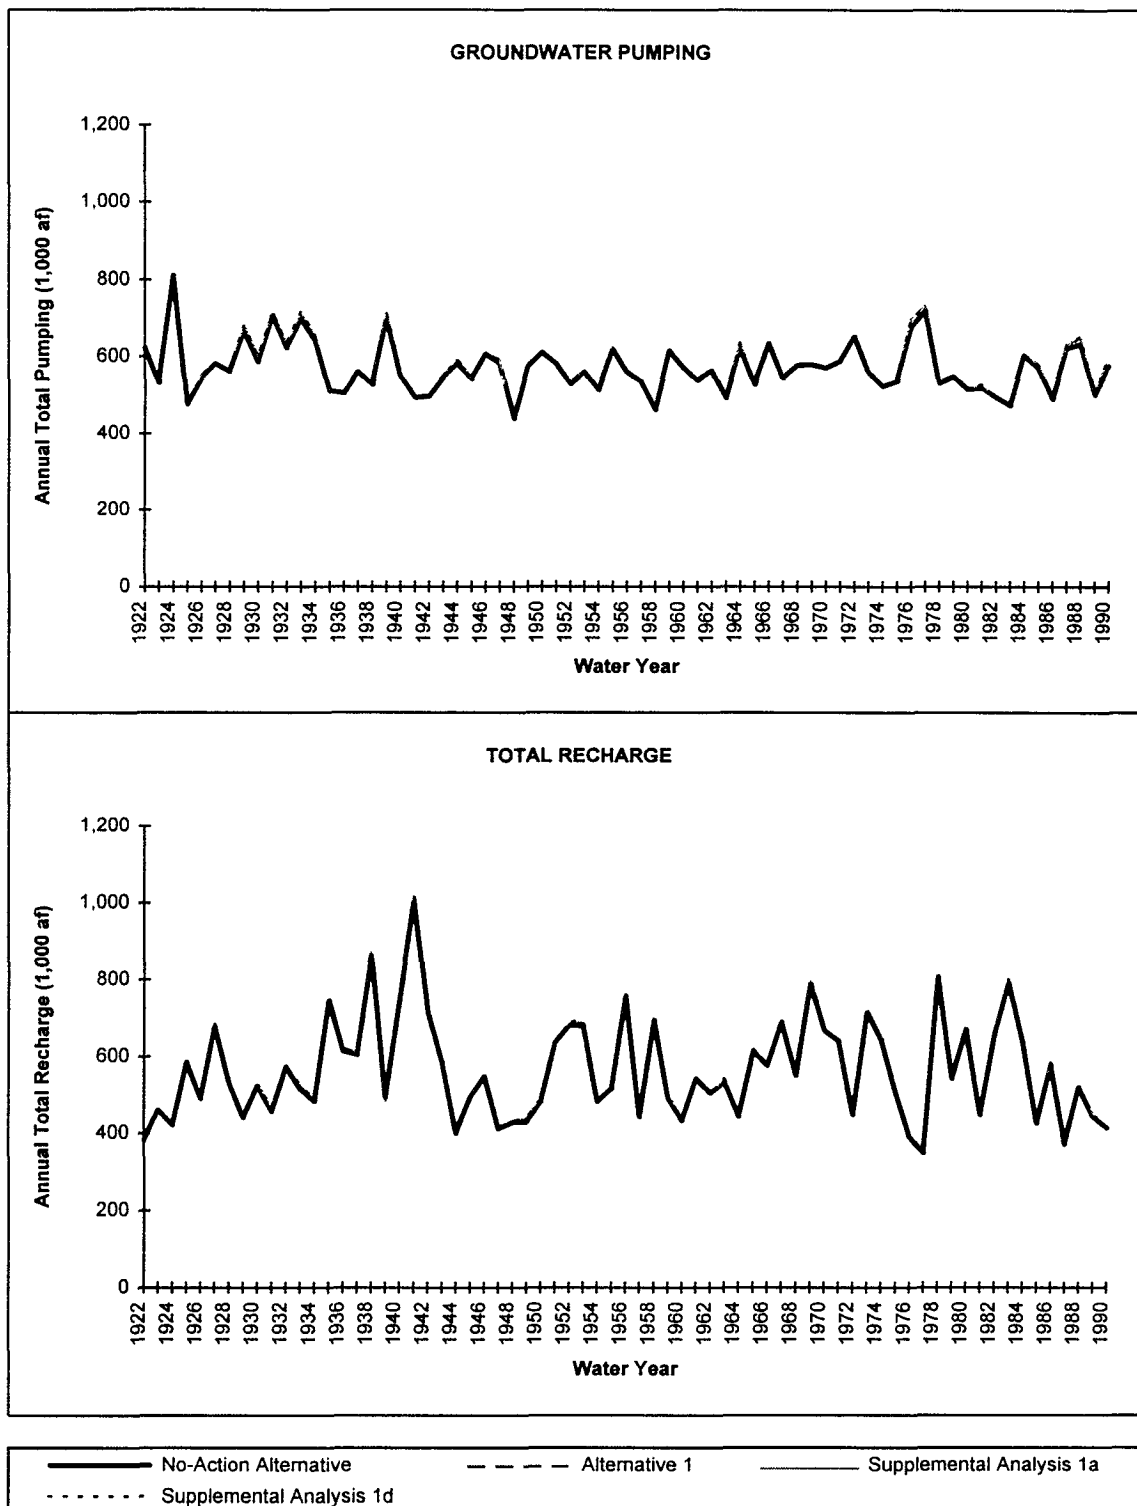 GROUNDWATER PUMPING
Annual Total Pumping (1,000 af)
1,200
1,000
800
600
400
200
0
1922 1924 1926 1928 1930 1932 1934 1936 1938 1940 1942 1944 1946 1948 1950 1952 1954 1956 1958 1960 1962 1964 1966 1968 1970 1972 1974 1976 1978 1980 1982 1984 1986 1988 1990
Water Year
TOTAL RECHARGE
Annual Total Recharge (1,000 af)
1,200
1,000
800
600
400
200
0
1922 1924 1926 1928 1930 1932 1934 1936 1938 1940 1942 1944 1946 1948 1950 1952 1954 1956 1958 1960 1962 1964 1966 1968 1970 1972 1974 1976 1978 1980 1982 1984 1986 1988 1990
Water Year
No-Action Alternative Alternative 1 Supplemental Analysis 1a
Supplemental Analysis 1d